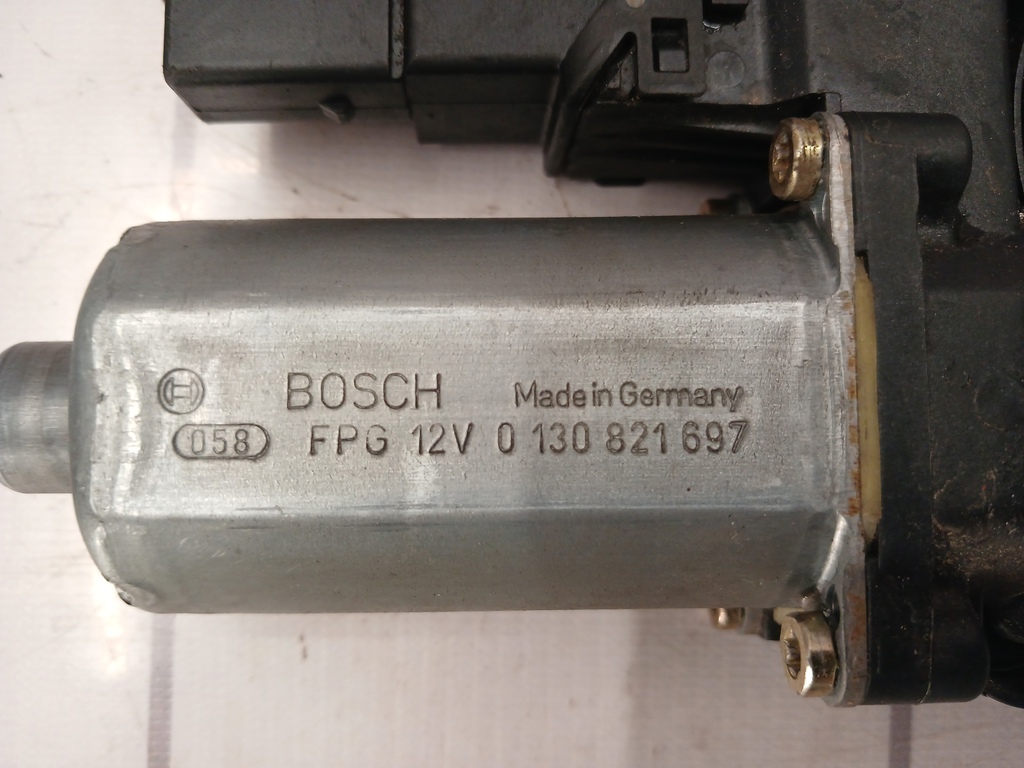 BOSCH Made in Germany
058 FPG 12V 0 130 821 697